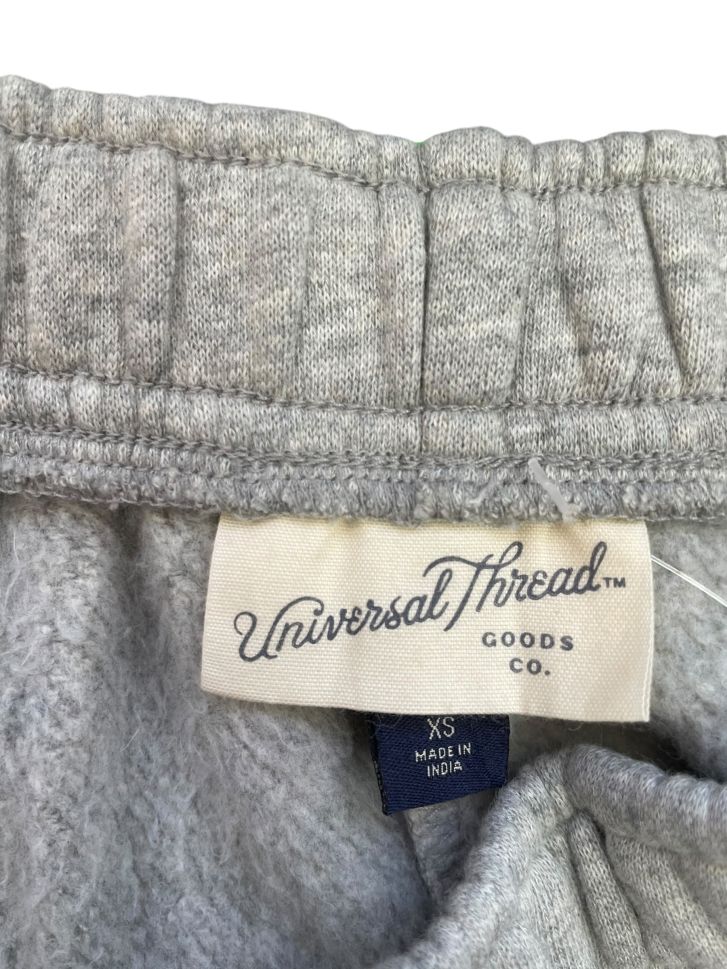 Universal Thread™
GOODS
CO.
XS
MADE IN
INDIA